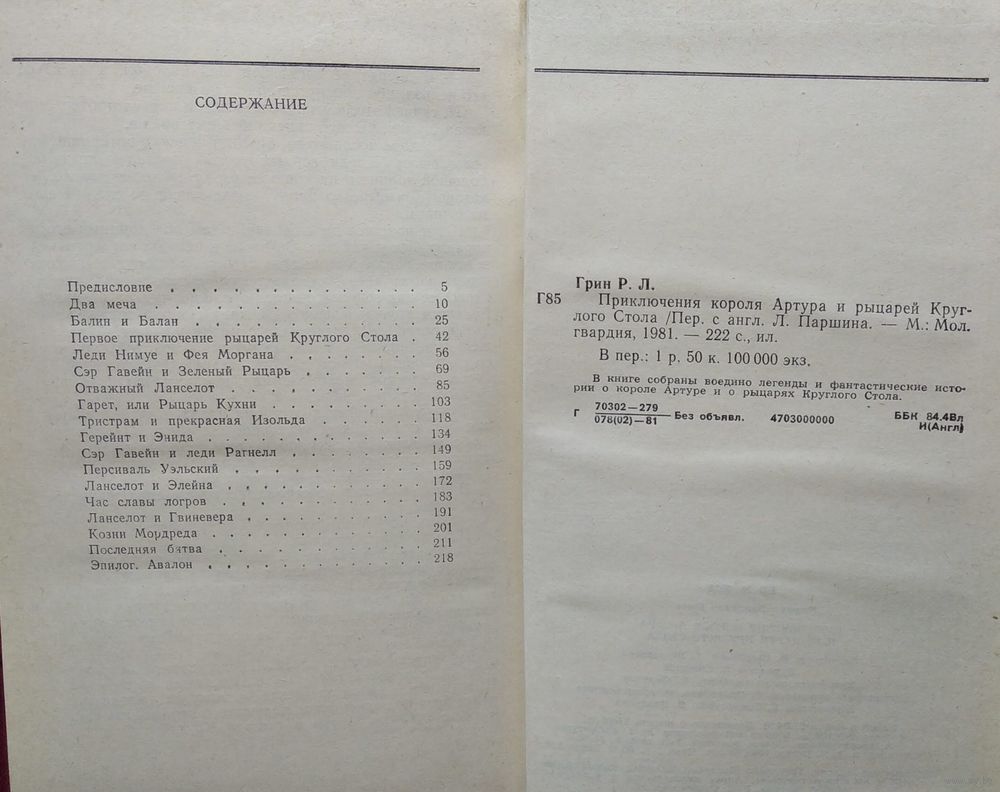 СОДЕРЖАНИЕ
Предисловие . . . . . . . . . . . . . 5
Два меча . . . . . . . . . . . . . 10
Балин и Балан . . . . . . . . . . . . 25
Первое приключение рыцарей Круглого Стола . 42
Леди Нимуе и Фея Моргана . . . . . . . 56
Сэр Гавейн и Зеленый Рыцарь . . . . . . 69
Отважный Ланселот . . . . . . . . . . 85
Гарет, или Рыцарь Кухни . . . . . . . . 103
Тристрам и прекрасная Изольда . . . . . . 118
Герейнт и Энида . . . . . . . . . . . 134
Сэр Гавейн и леди Рагнелл . . . . . . . 149
Персиваль Уэльский . . . . . . . . . . 159
Ланселот и Элейна . . . . . . . . . . 172
Час славы логров . . . . . . . . . . 183
Ланселот и Гвиневера . . . . . . . . . 191
Козни Мордреда . . . . . . . . . . . 201
Последняя битва . . . . . . . . . . . 211
Эпилог. Авалон . . . . . . . . . . . 218
Грин Р. Л.
Г85 Приключения короля Артура и рыцарей Круг-
лого Стола /Пер. с англ. Л. Паршина. — М.: Мол.
гвардия, 1981. — 222 с., ил.
В пер.: 1 р. 50 к. 100 000 экз.
В книге собраны воедино легенды и фантастические исто-
рии о короле Артуре и о рыцарях Круглого Стола.
Г 70302—279
078(02)—81 Без объявл. 4703000000 ББК 84.4Вл
И(Англ)